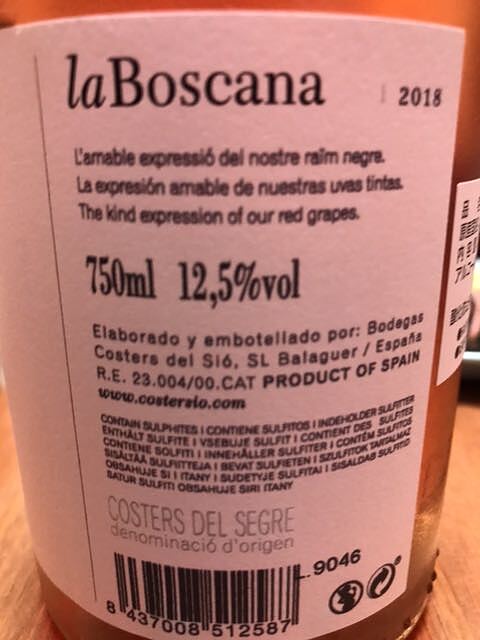 laBoscana
2018
L'amable expressió del nostre raïm negre.
La expresión amable de nuestras uvas tintas.
The kind expression of our red grapes.
750ml 12,5%vol
Elaborado y embotellado por: Bodegas
Costers del Sió, SL Balaguer / España
R.E. 23.004/00.CAT PRODUCT OF SPAIN
www.costersio.com
CONTAIN SULPHITES I CONTIENE SULFITOS I INDEHOLDER SULFITTER
ENTHÄLT SULFITE I VSEBUJE SULFIT I CONTIENT DES SULFITES
CONTIENE SOLFITI I INNEHÅLLER SULFITER I CONTÉM SULFITOS
SISÄLTÄÄ SULFIITTEJA I BEVAT SULFIETEN I SZULFITOK TARTALMAZ
OBSAHUJE SI I ITANY I SUDETYJE SULFITAI I SISALDAB SULFITID
SATUR SULFITI OBSAHUJE SIRI ITANY
COSTERS DEL SEGRE
denominació d'origen
L. 9046
8 437008 512587